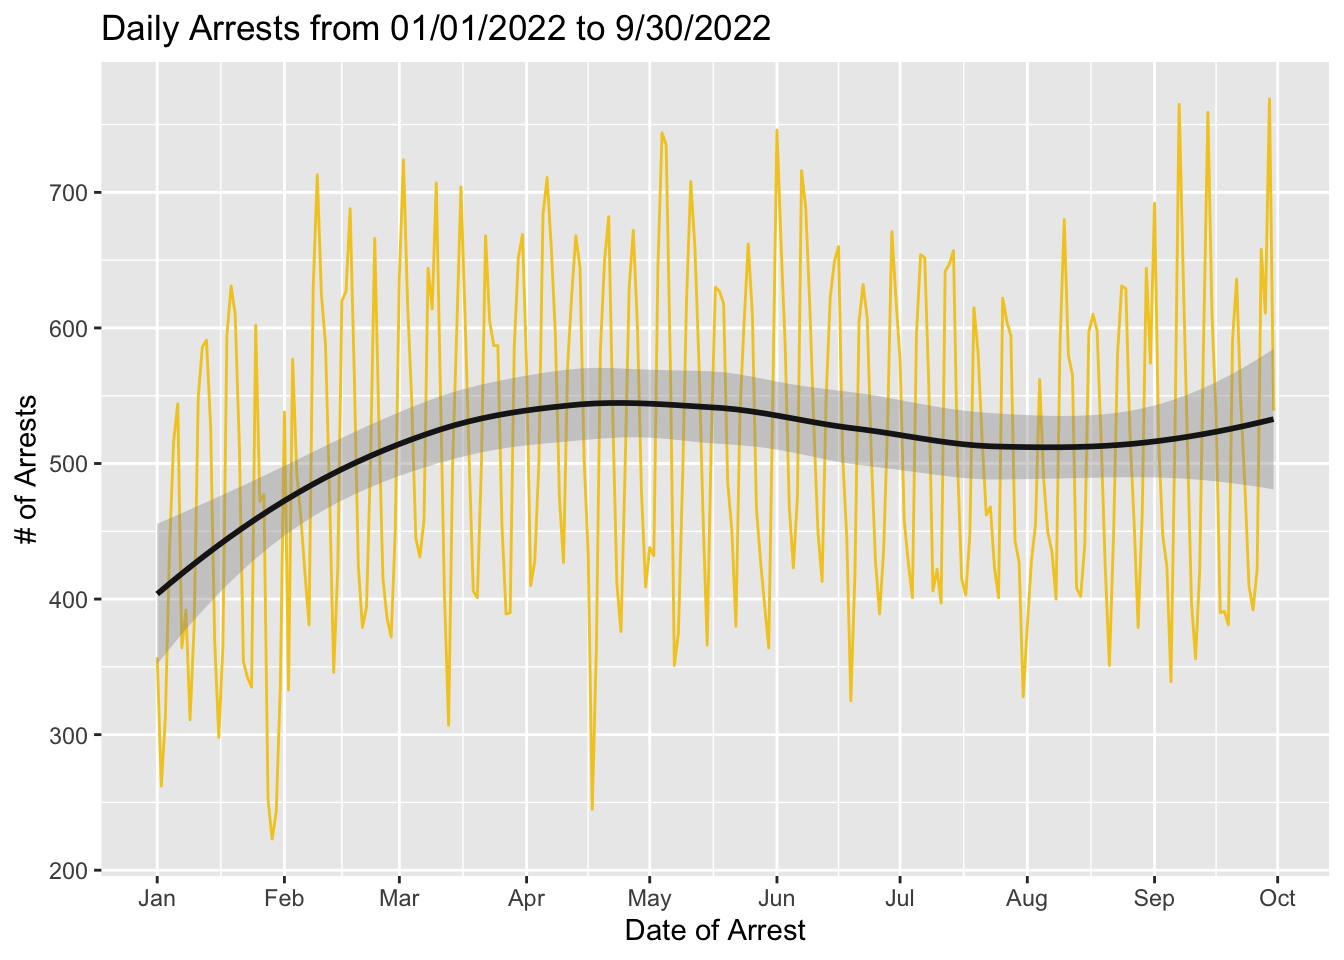 Daily Arrests from 01/01/2022 to 9/30/2022
# of Arrests
700
600
500
400
300
200
Jan Feb Mar Apr May Jun Jul Aug Sep Oct
Date of Arrest